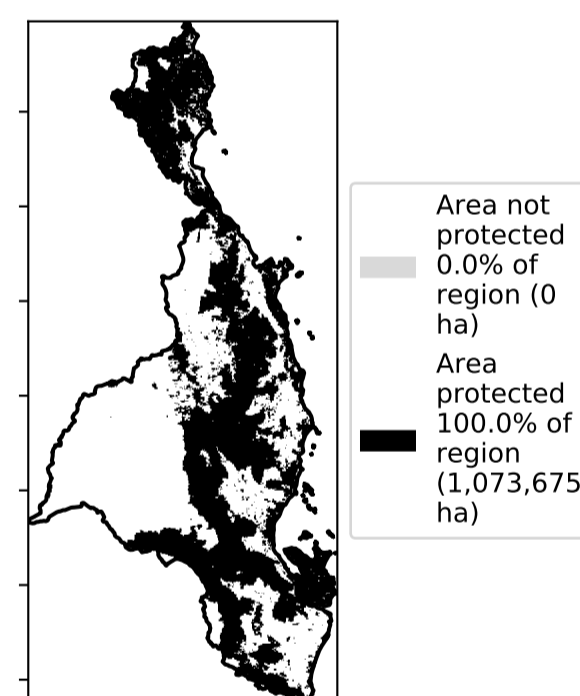 Area not
protected
0.0% of
region (0
ha)
Area
protected
100.0% of
region
(1,073,675
ha)